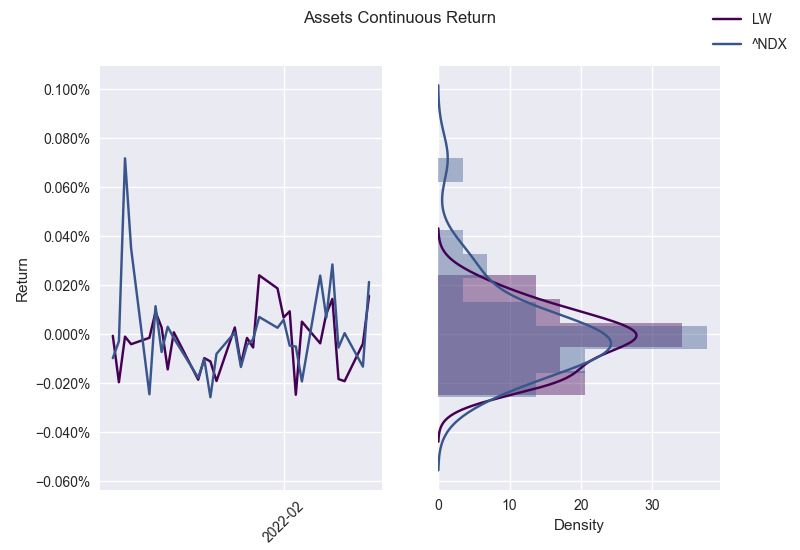 Assets Continuous Return
LW
^NDX
Return
0.100%
0.080%
0.060%
0.040%
0.020%
0.000%
−0.020%
−0.040%
−0.060%
2022-02
0 10 20 30
Density